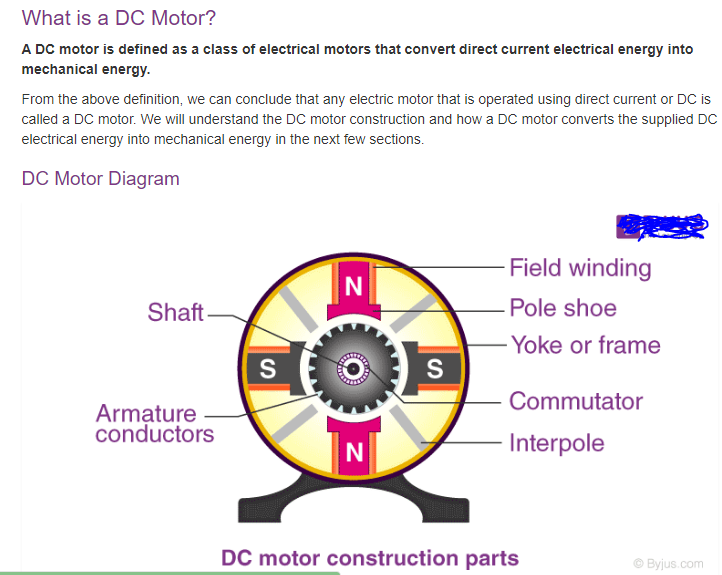 What is a DC Motor?
A DC motor is defined as a class of electrical motors that convert direct current electrical energy into
mechanical energy.
From the above definition, we can conclude that any electric motor that is operated using direct current or DC is
called a DC motor. We will understand the DC motor construction and how a DC motor converts the supplied DC
electrical energy into mechanical energy in the next few sections.
DC Motor Diagram
Field winding
N
Shaft
Pole shoe
Yoke or frame
S
S
Commutator
Armature
conductors
Interpole
N
DC motor construction parts
© Byjus.com